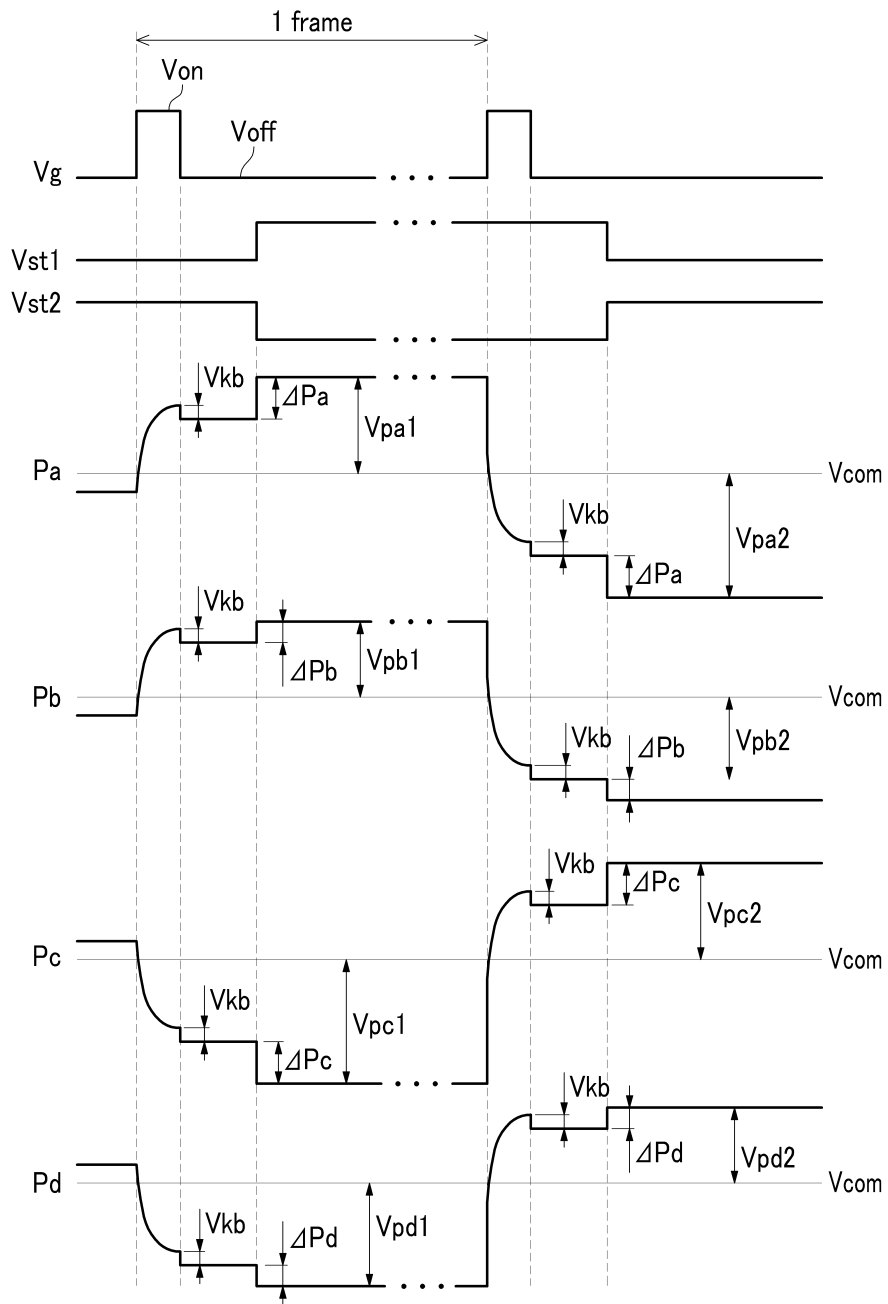 1 frame
Von
Voff
Vg
. . .
Vst1
. . .
Vst2
. . .
Vkb
⊿Pa
Vpa1
. . .
Pa
Vcom
Vkb
⊿Pa
Vpa2
Vkb
⊿Pb
Vpb1
. . .
Pb
Vcom
Vkb
⊿Pb
Vpb2
Vkb
⊿Pc
Vpc2
Pc
Vcom
Vkb
⊿Pc
Vpc1
. . .
Vkb
⊿Pd
Vpd2
Pd
Vcom
Vkb
⊿Pd
Vpd1
. . .